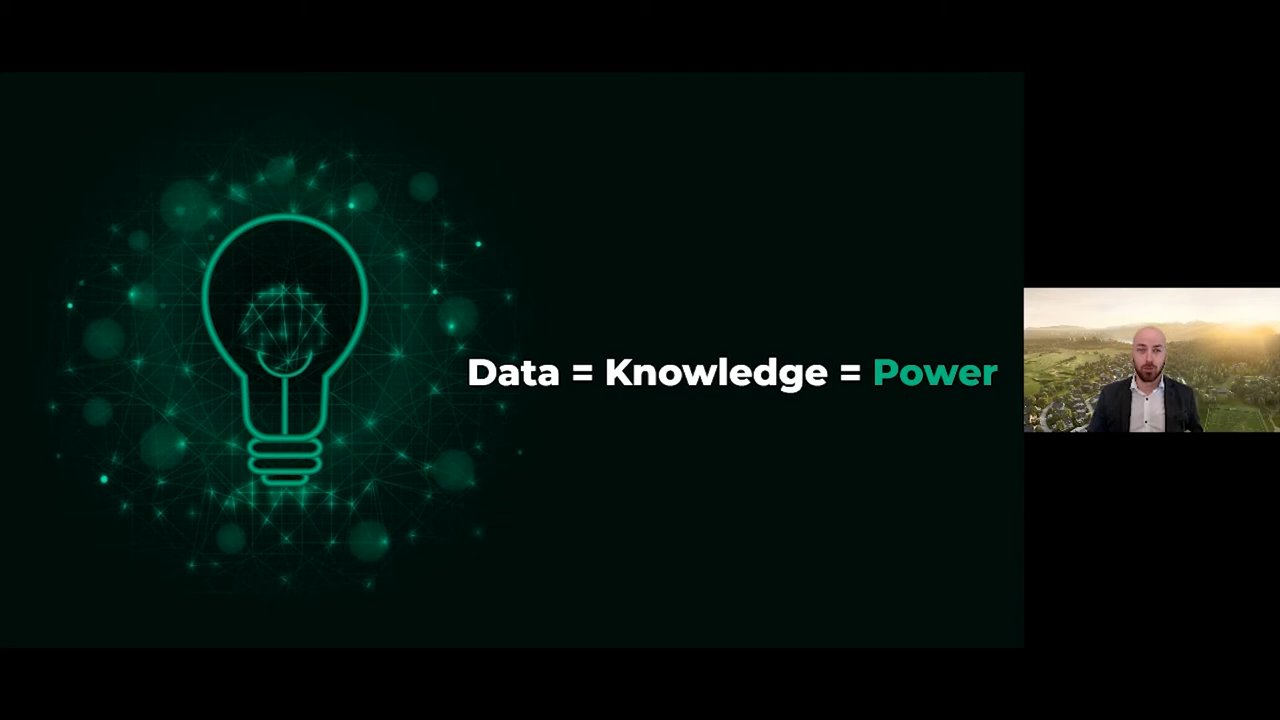 Data = Knowledge = Power